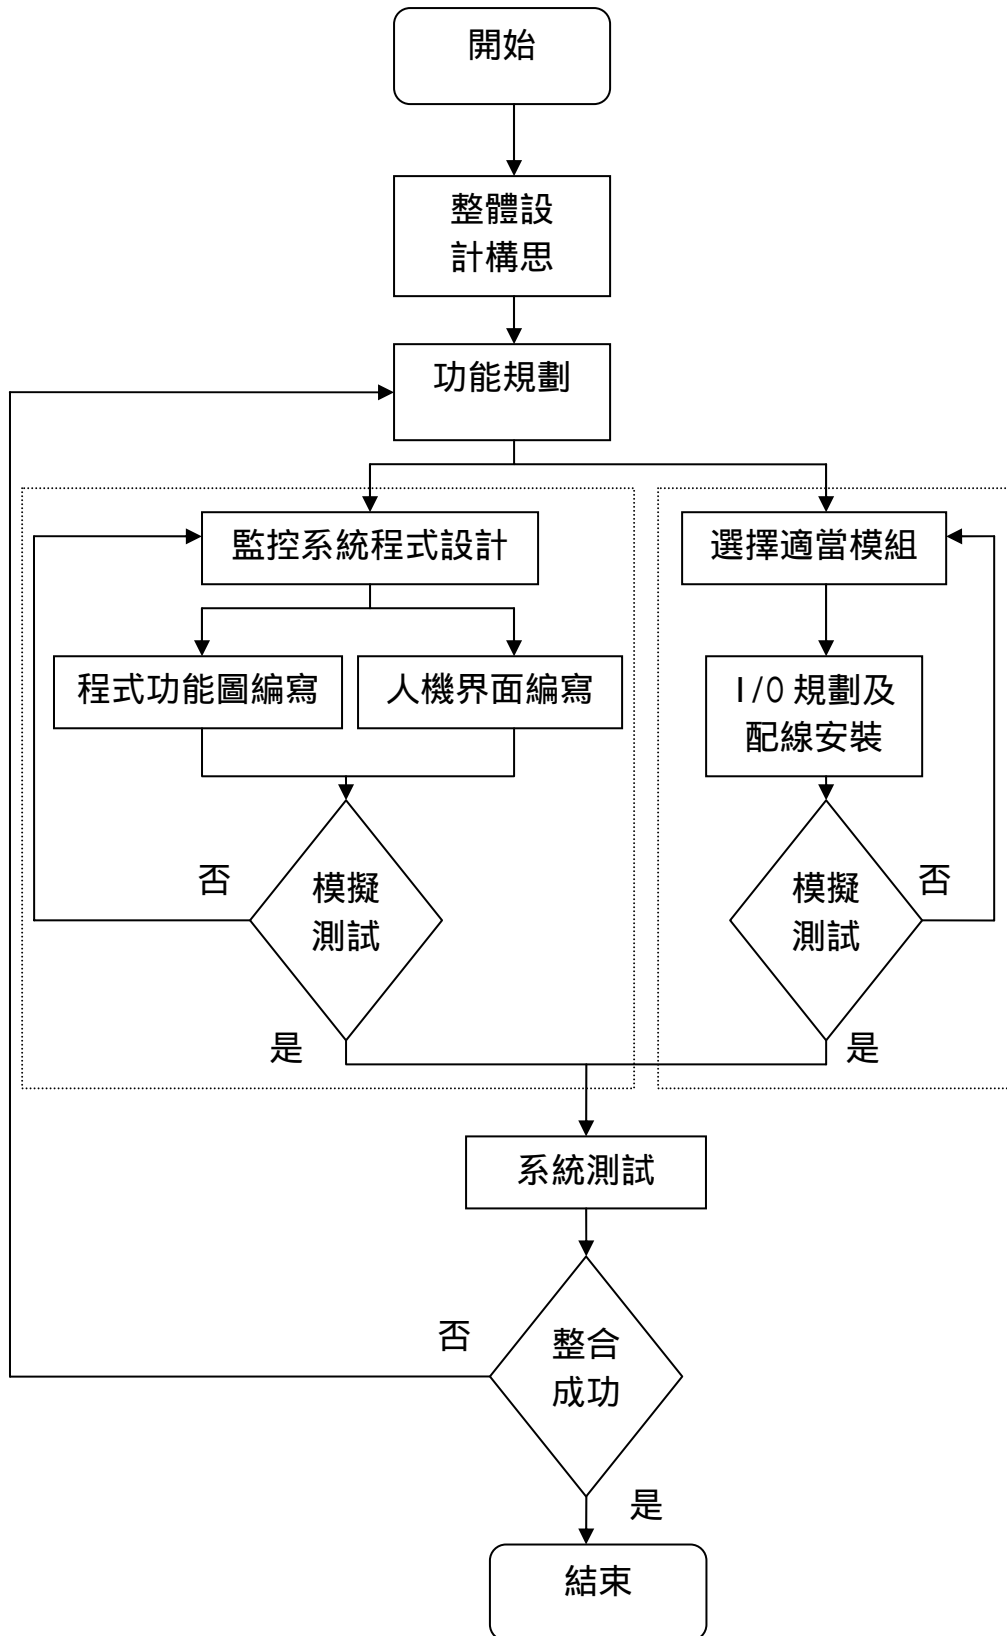 開始
整體設
計構思
功能規劃
監控系統程式設計
選擇適當模組
程式功能圖編寫
人機界面編寫
I/O 規劃及
配線安裝
否
模擬
測試
模擬
測試
否
是
是
系統測試
否
整合
成功
是
結束